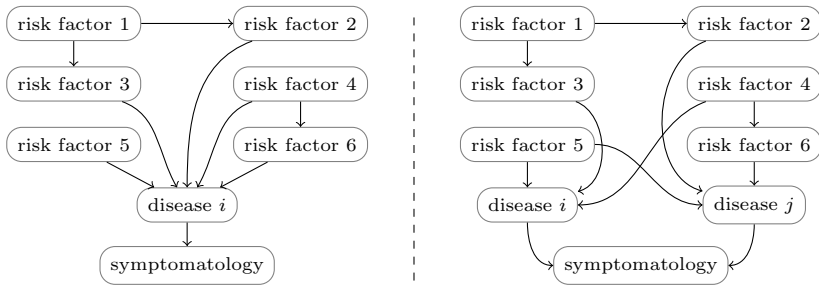 risk factor 1
risk factor 2
risk factor 3
risk factor 4
risk factor 5
risk factor 6
disease i
symptomatology
risk factor 1
risk factor 2
risk factor 3
risk factor 4
risk factor 5
risk factor 6
disease i
disease j
symptomatology